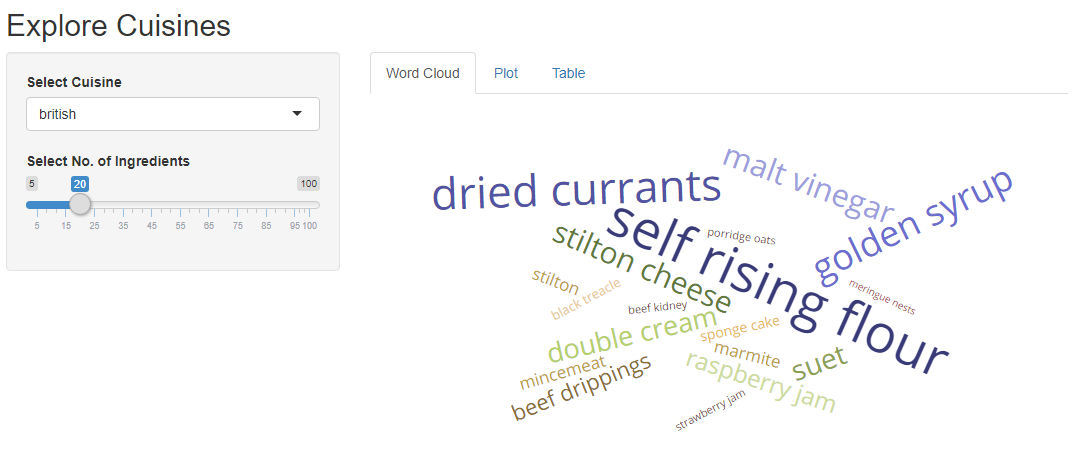 Explore Cuisines
Select Cuisine
british
Select No. of Ingredients
5 20 100
5 15 25 35 45 55 65 75 85 95 100
Word Cloud Plot Table
malt vinegar
dried currants
golden syrup
self rising flour
porridge oats
stilton cheese
stilton
black treacle
meringue nests
beef kidney
double cream
sponge cake
marmite
suet
mincemeat
raspberry jam
beef drippings
strawberry jam